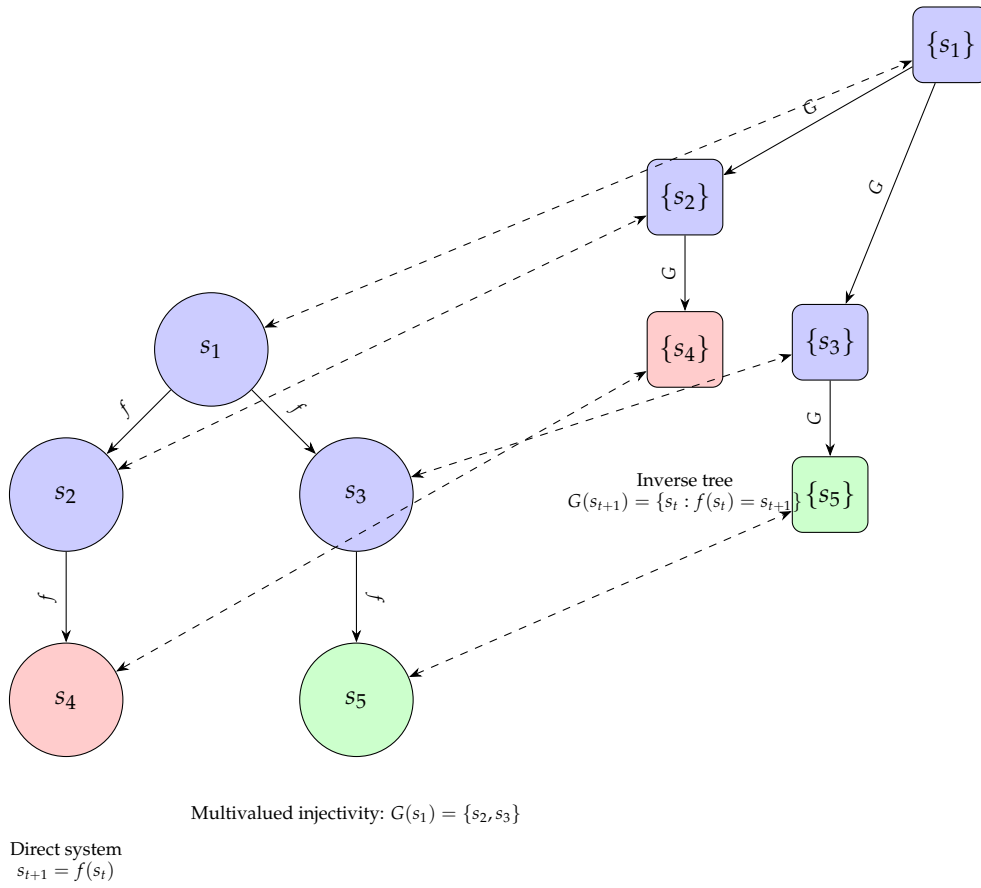 {s₁}
G
{s₂}
G
G
{s₄}
{s₃}
G
{s₅}
s₁
f
f
s₂
s₃
f
f
s₄
s₅
Inverse tree
G(sₜ₊₁) = {sₜ : f(sₜ) = sₜ₊₁}
Multivalued injectivity: G(s₁) = {s₂, s₃}
Direct system
sₜ₊₁ = f(sₜ)